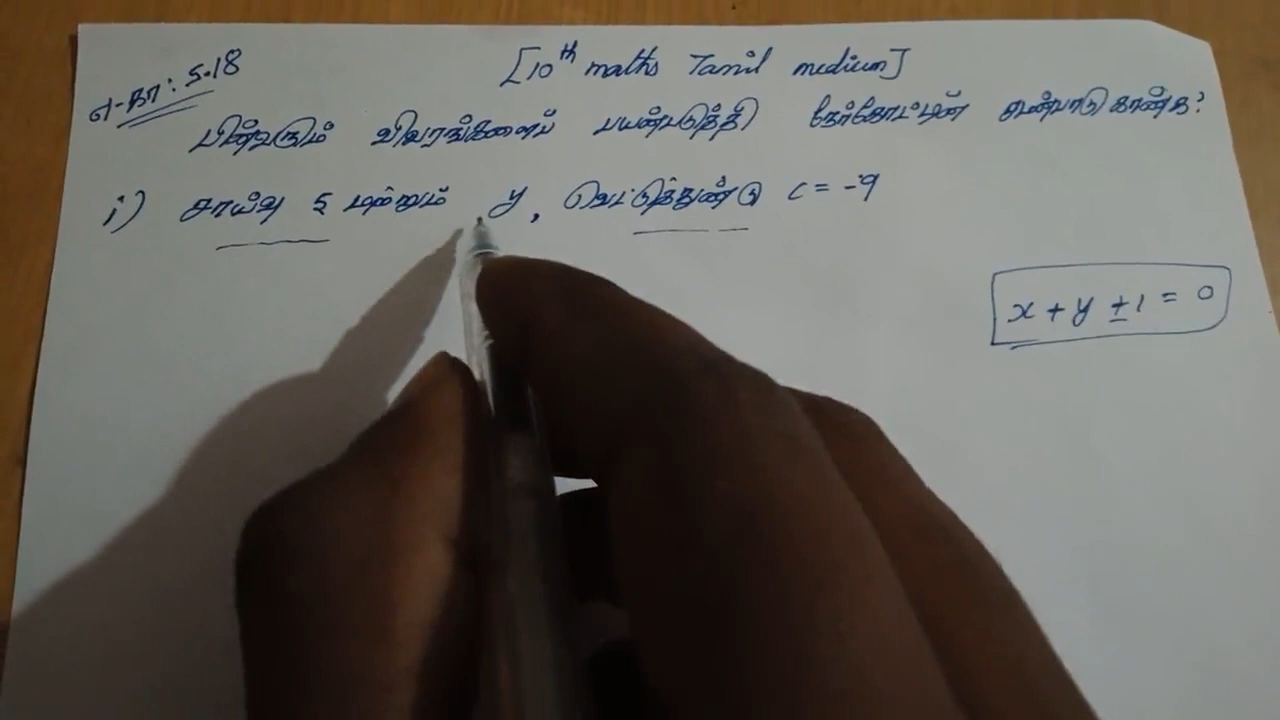 எ-கா: 5.18
[10th maths Tamil medium]
பின்வரும் விவரங்களைப் பயன்படுத்தி நேர்கோட்டின் சமன்பாடு காண்க:
i) சாய்வு 5 மற்றும் y, வெட்டுத்துண்டு c = -9
x + y ± 1 = 0